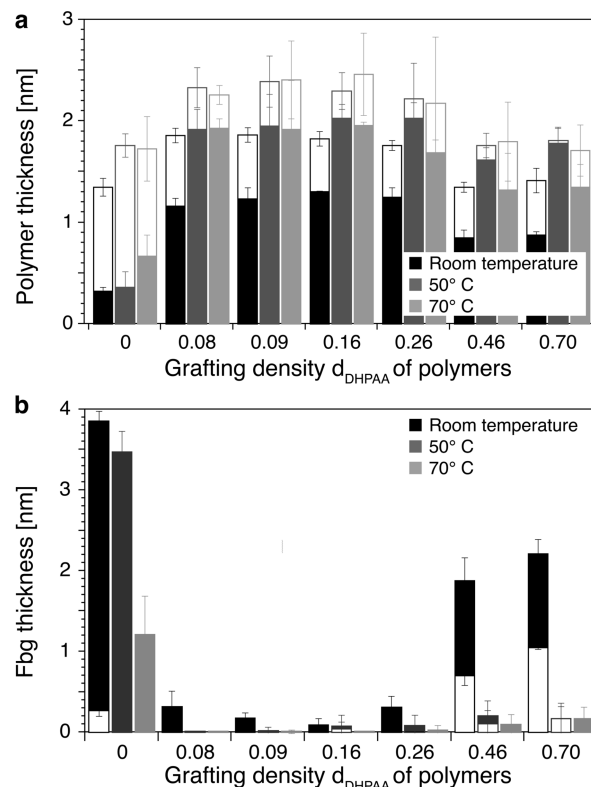 a
Polymer thickness [nm]
3
2
1
0
Room temperature
50° C
70° C
0 0.08 0.09 0.16 0.26 0.46 0.70
Grafting density d_DHPAA of polymers
b
Fbg thickness [nm]
4
3
2
1
0
Room temperature
50° C
70° C
0 0.08 0.09 0.16 0.26 0.46 0.70
Grafting density d_DHPAA of polymers